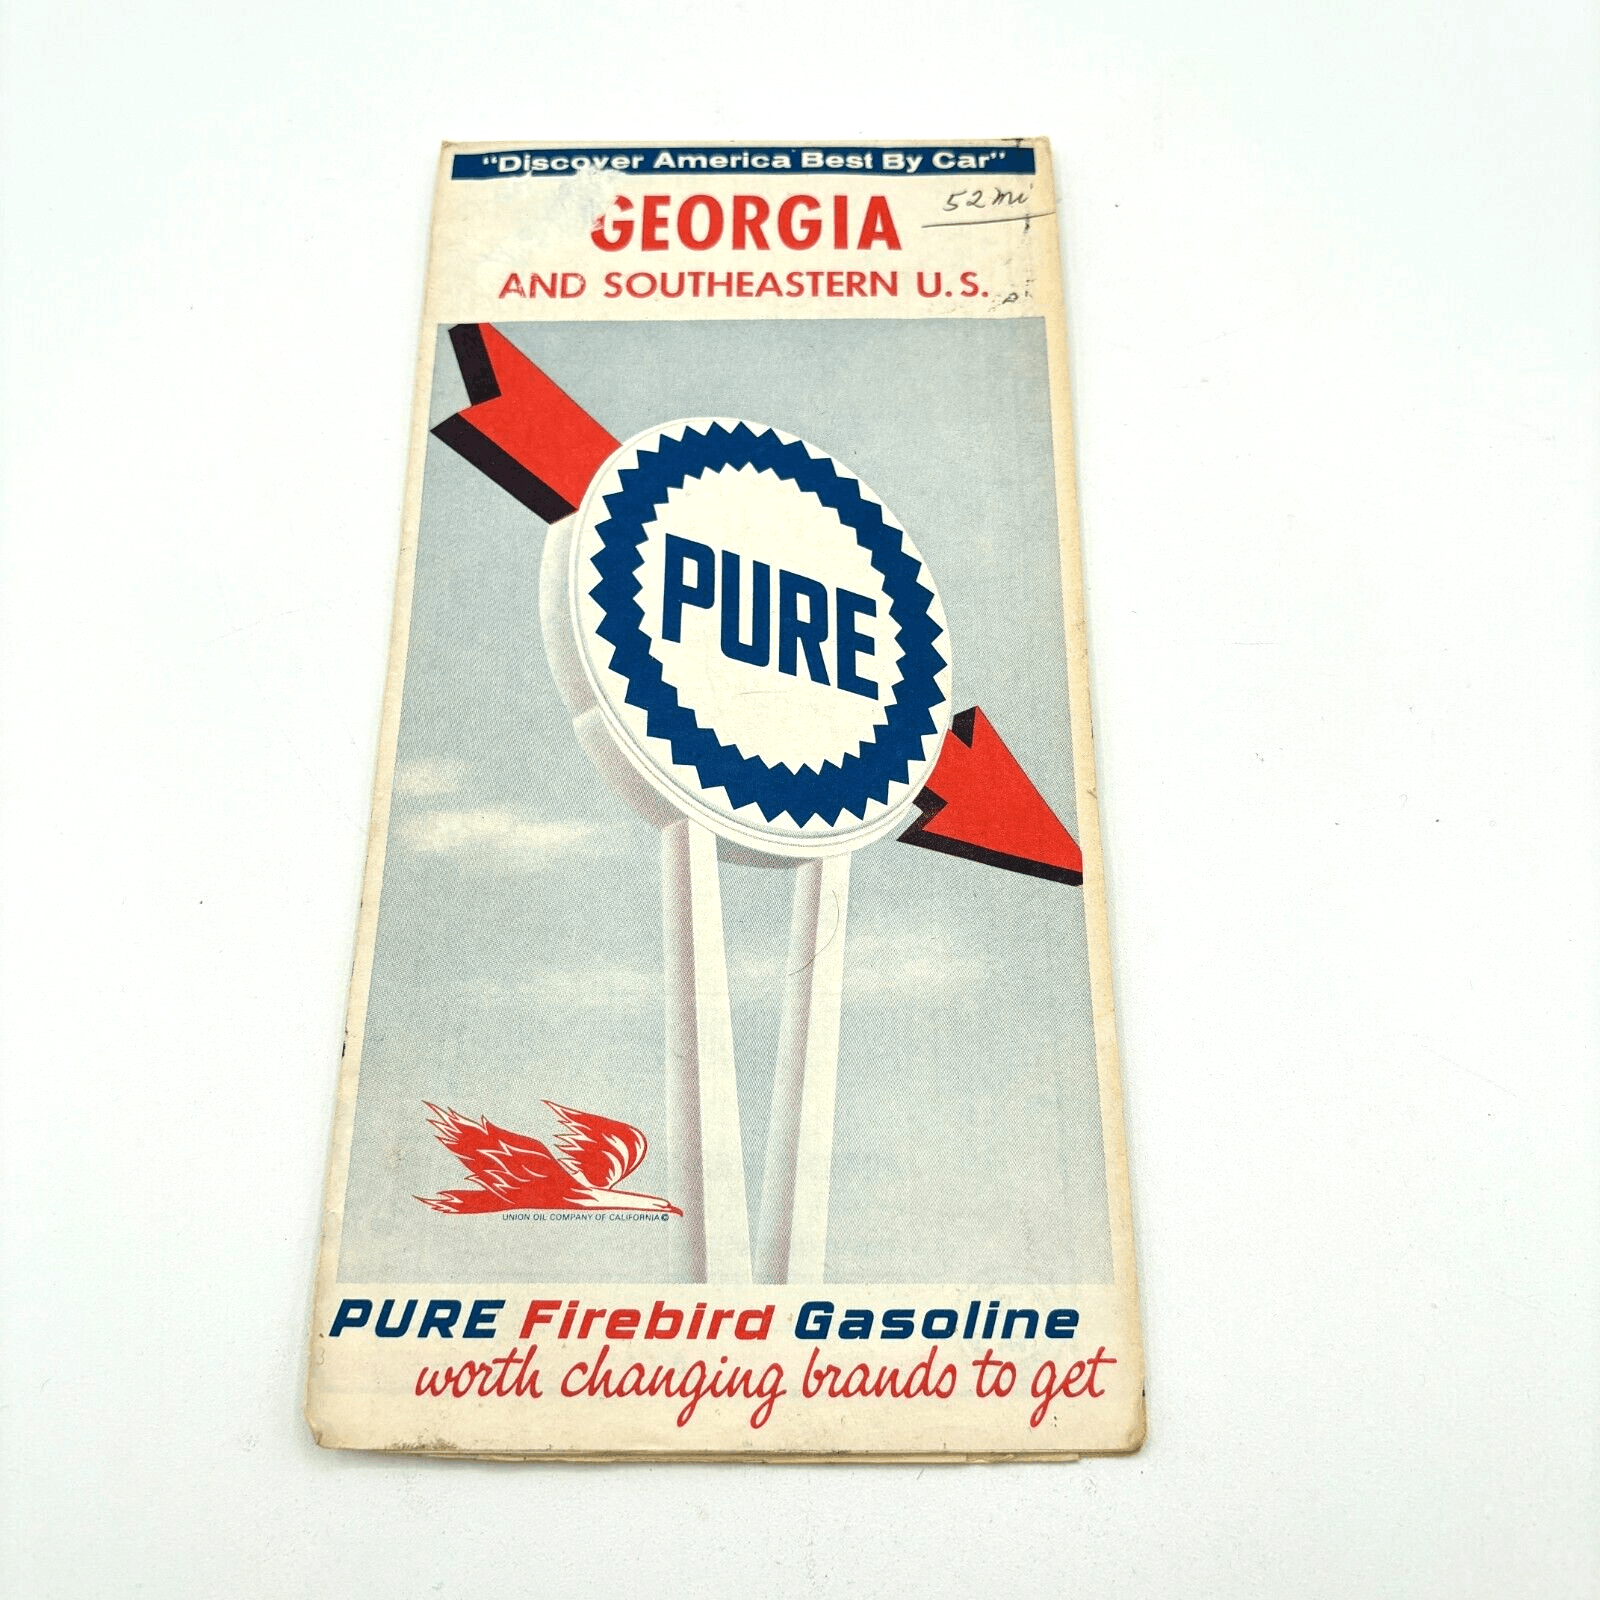 "Discover America Best By Car"
GEORGIA
52 mi
AND SOUTHEASTERN U.S.
PURE
UNION OIL COMPANY OF CALIFORNIA©
PURE Firebird Gasoline
worth changing brands to get